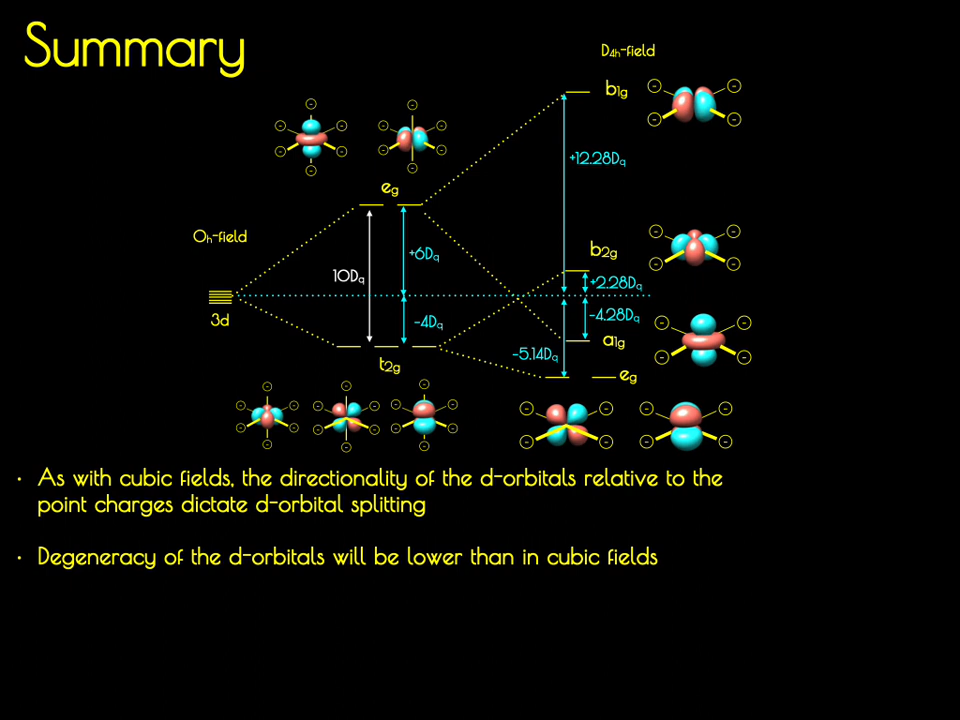 Summary
D4h-field
b1g
+12.28Dq
eg
Oh-field
b2g
+6Dq
10Dq
+2.28Dq
3d
-4Dq
-4.28Dq
a1g
-5.14Dq
t2g
eg
• As with cubic fields, the directionality of the d-orbitals relative to the
point charges dictate d-orbital splitting
• Degeneracy of the d-orbitals will be lower than in cubic fields